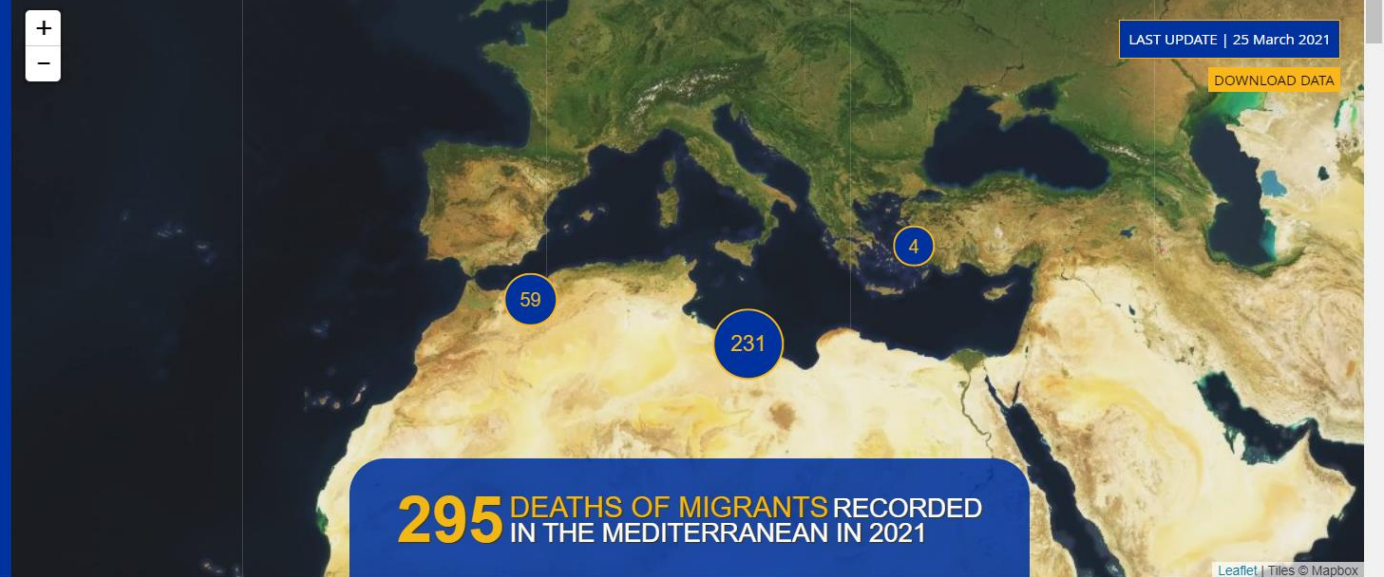 +
−
LAST UPDATE | 25 March 2021
DOWNLOAD DATA
4
59
231
295 DEATHS OF MIGRANTS RECORDED
IN THE MEDITERRANEAN IN 2021
Leaflet | Tiles © Mapbox